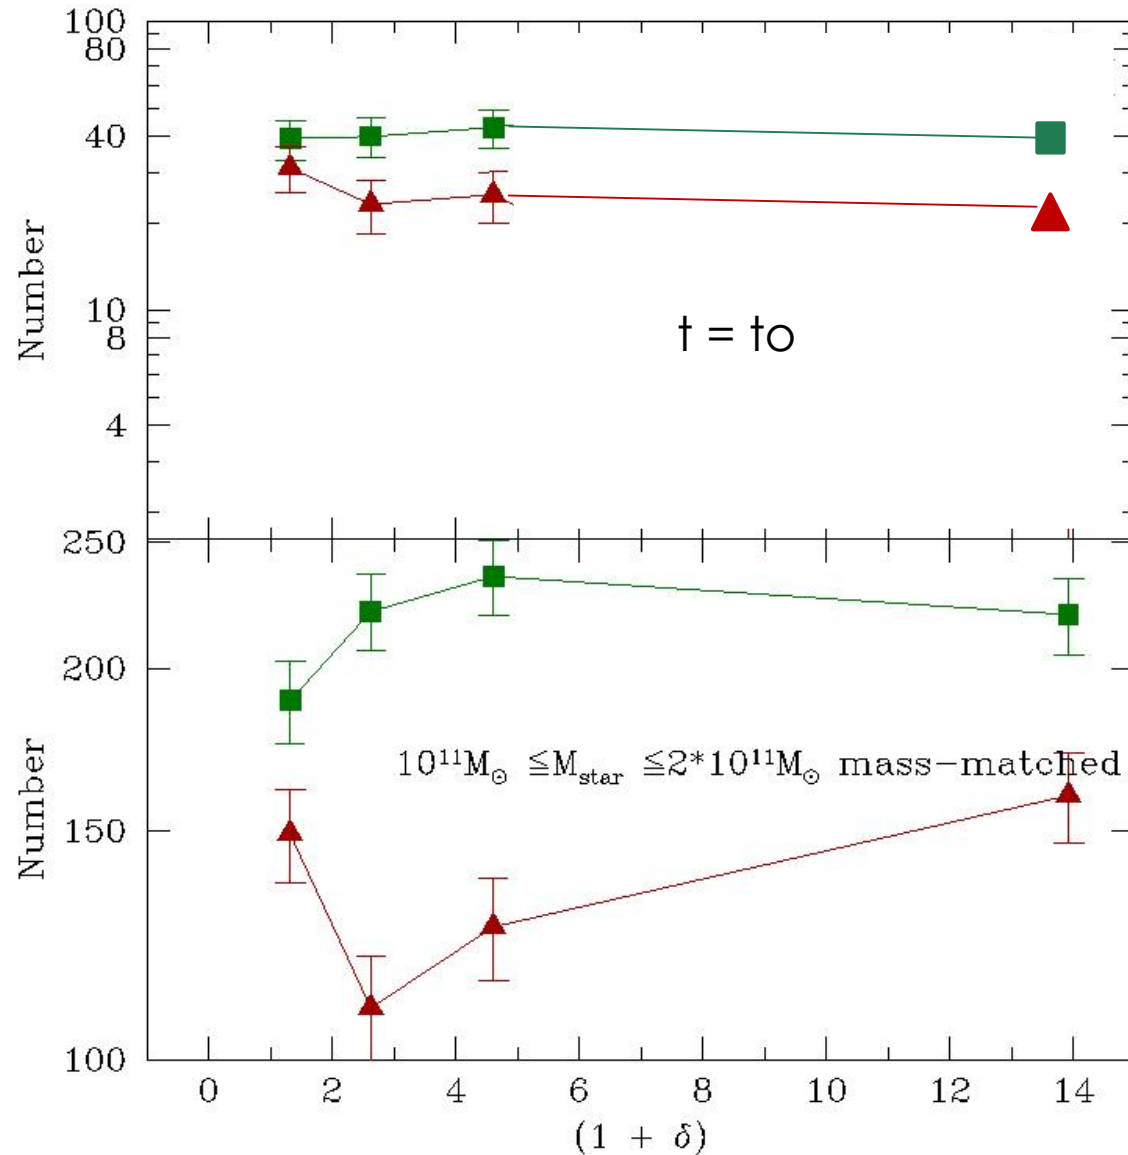 100
80
40
10
8
4
Number
t = to
250
200
150
100
Number
10¹¹M⊙ ≦M_star ≦2*10¹¹M⊙ mass-matched
0 2 4 6 8 10 12 14
(1 + δ)